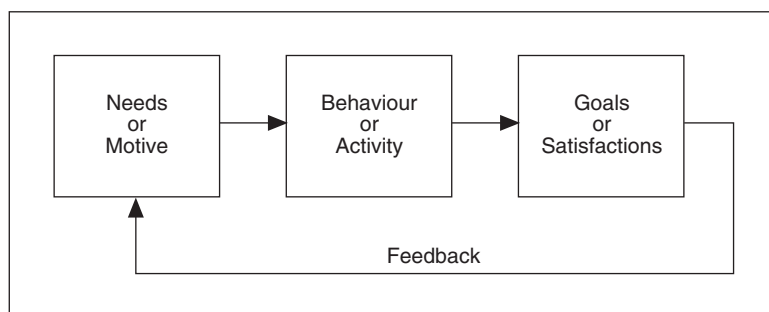 Needs
or
Motive
Behaviour
or
Activity
Goals
or
Satisfactions
Feedback